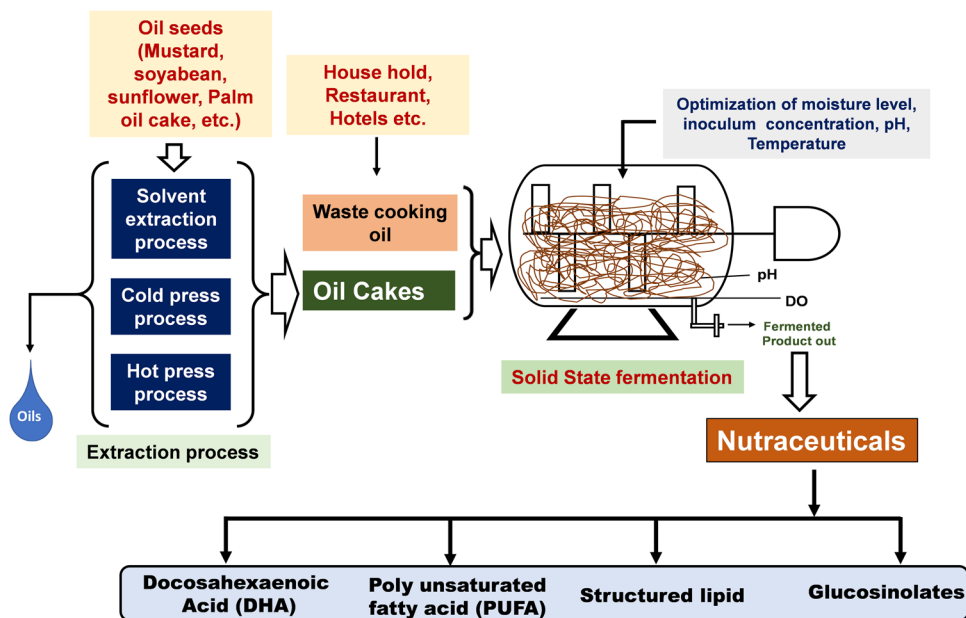 Oil seeds
(Mustard,
soyabean,
sunflower, Palm
oil cake, etc.)
House hold,
Restaurant,
Hotels etc.
Optimization of moisture level,
inoculum concentration, pH,
Temperature
Solvent
extraction
process
Cold press
process
Hot press
process
Oils
Extraction process
Waste cooking
oil
Oil Cakes
pH
DO
Fermented
Product out
Solid State fermentation
Nutraceuticals
Docosahexaenoic
Acid (DHA)
Poly unsaturated
fatty acid (PUFA)
Structured lipid
Glucosinolates